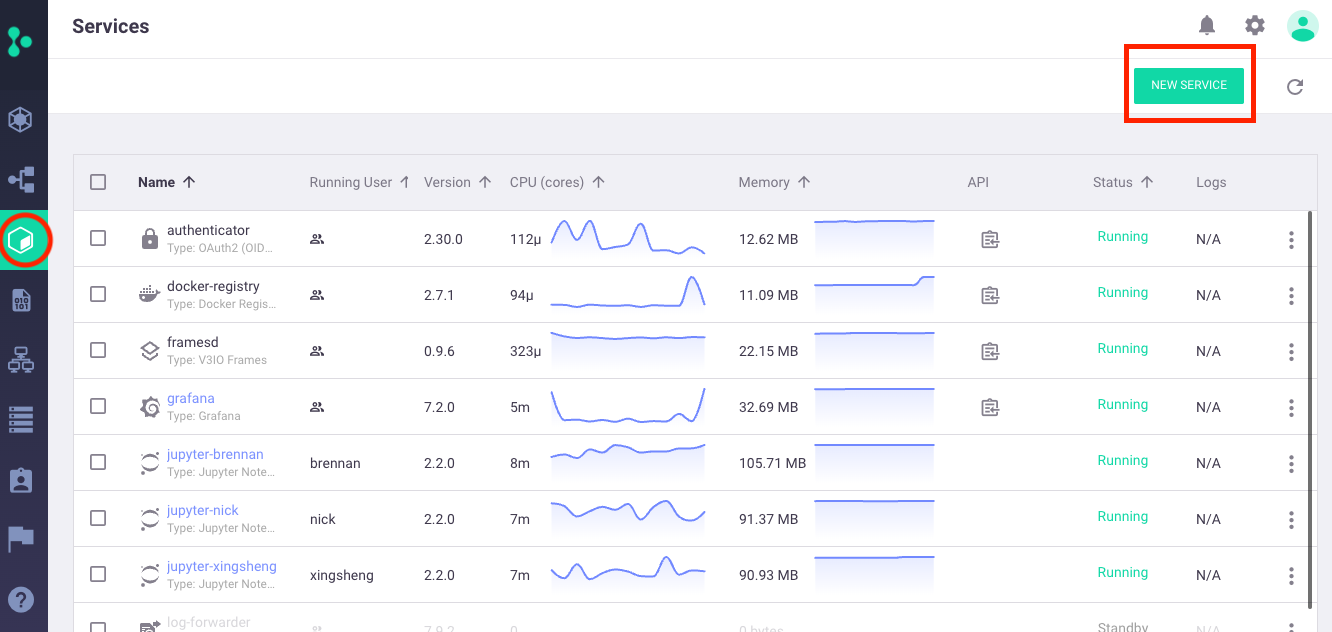 Services
NEW SERVICE
Name Running User Version CPU (cores) Memory API Status Logs
authenticator
Type: OAuth2 (OID...
2.30.0 112µ 12.62 MB Running N/A
docker-registry
Type: Docker Regis...
2.7.1 94µ 11.09 MB Running N/A
framesd
Type: V3IO Frames
0.9.6 323µ 22.15 MB Running N/A
grafana
Type: Grafana
7.2.0 5m 32.69 MB Running N/A
jupyter-brennan
Type: Jupyter Note...
brennan 2.2.0 8m 105.71 MB Running N/A
jupyter-nick
Type: Jupyter Note...
nick 2.2.0 7m 91.37 MB Running N/A
jupyter-xingsheng
Type: Jupyter Note...
xingsheng 2.2.0 7m 90.93 MB Running N/A
log-forwarder
7.9.2 0 0 bytes Standby N/A
010
101
?